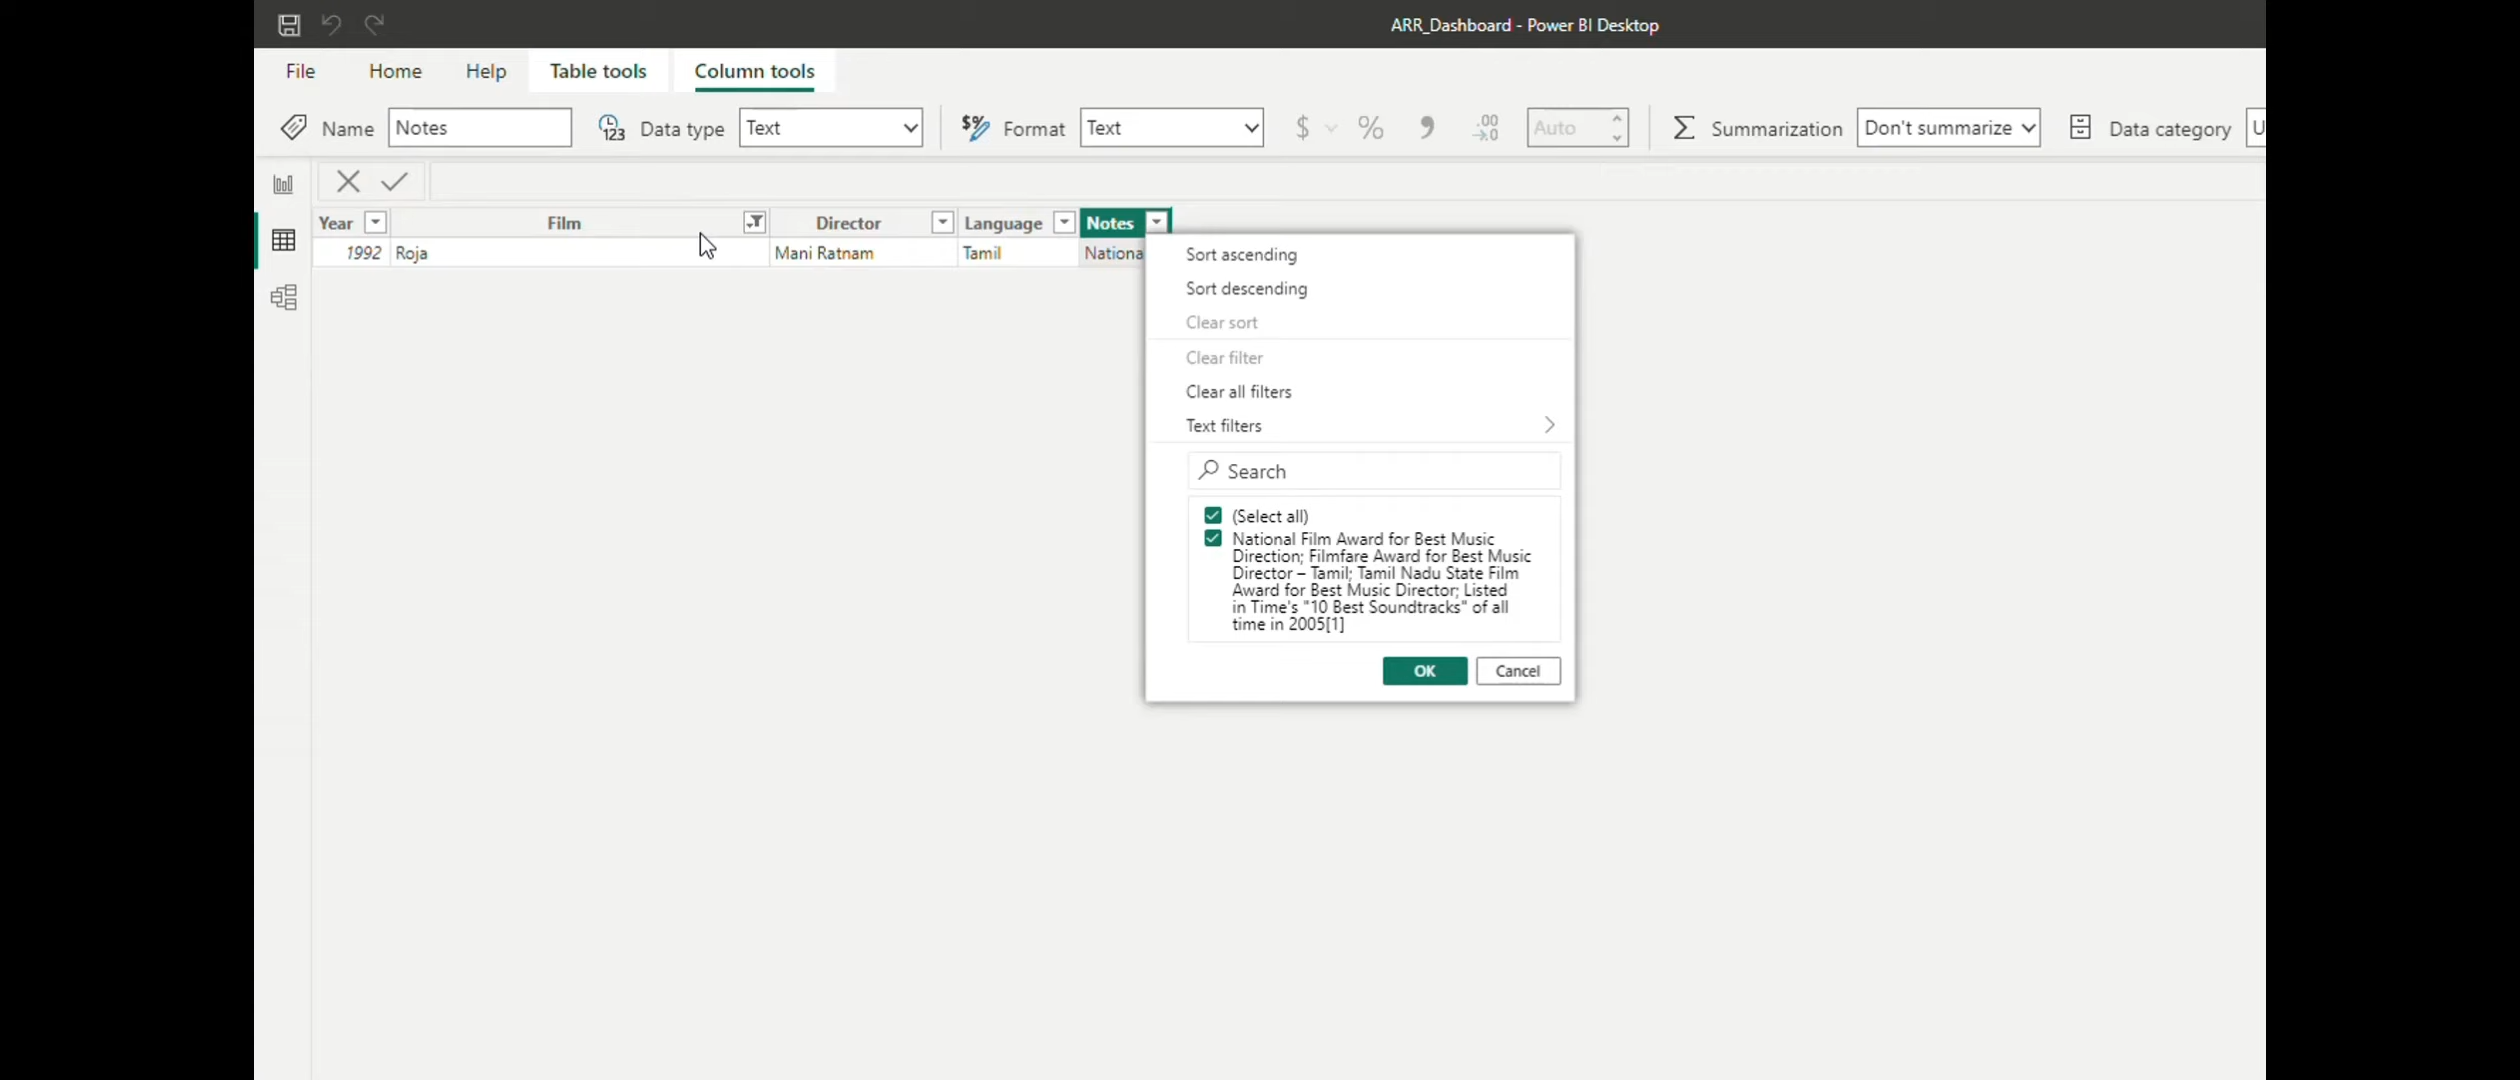 ARR_Dashboard - Power BI Desktop
File Home Help Table tools Column tools
Name Notes Data type Text Format Text $ % Auto Summarization Don't summarize Data category U
Year Film Director Language Notes
1992 Roja Mani Ratnam Tamil Nationa
Sort ascending
Sort descending
Clear sort
Clear filter
Clear all filters
Text filters
Search
(Select all)
National Film Award for Best Music
Direction; Filmfare Award for Best Music
Director – Tamil; Tamil Nadu State Film
Award for Best Music Director; Listed
in Time's "10 Best Soundtracks" of all
time in 2005[1]
OK Cancel